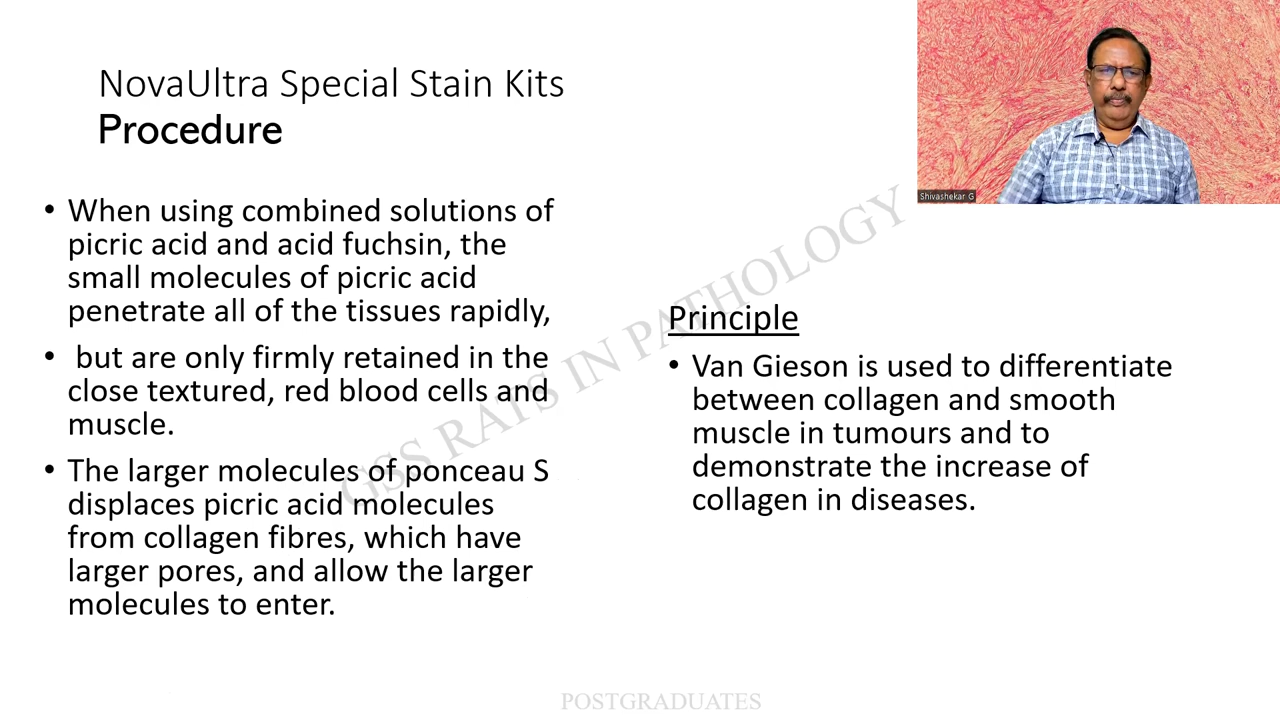 NovaUltra Special Stain Kits
Procedure
• When using combined solutions of
picric acid and acid fuchsin, the
small molecules of picric acid
penetrate all of the tissues rapidly,
• but are only firmly retained in the
close textured, red blood cells and
muscle.
• The larger molecules of ponceau S
displaces picric acid molecules
from collagen fibres, which have
larger pores, and allow the larger
molecules to enter.
Principle
• Van Gieson is used to differentiate
between collagen and smooth
muscle in tumours and to
demonstrate the increase of
collagen in diseases.
Shivashekar G
GSS RAJS IN PATHOLOGY
POSTGRADUATES